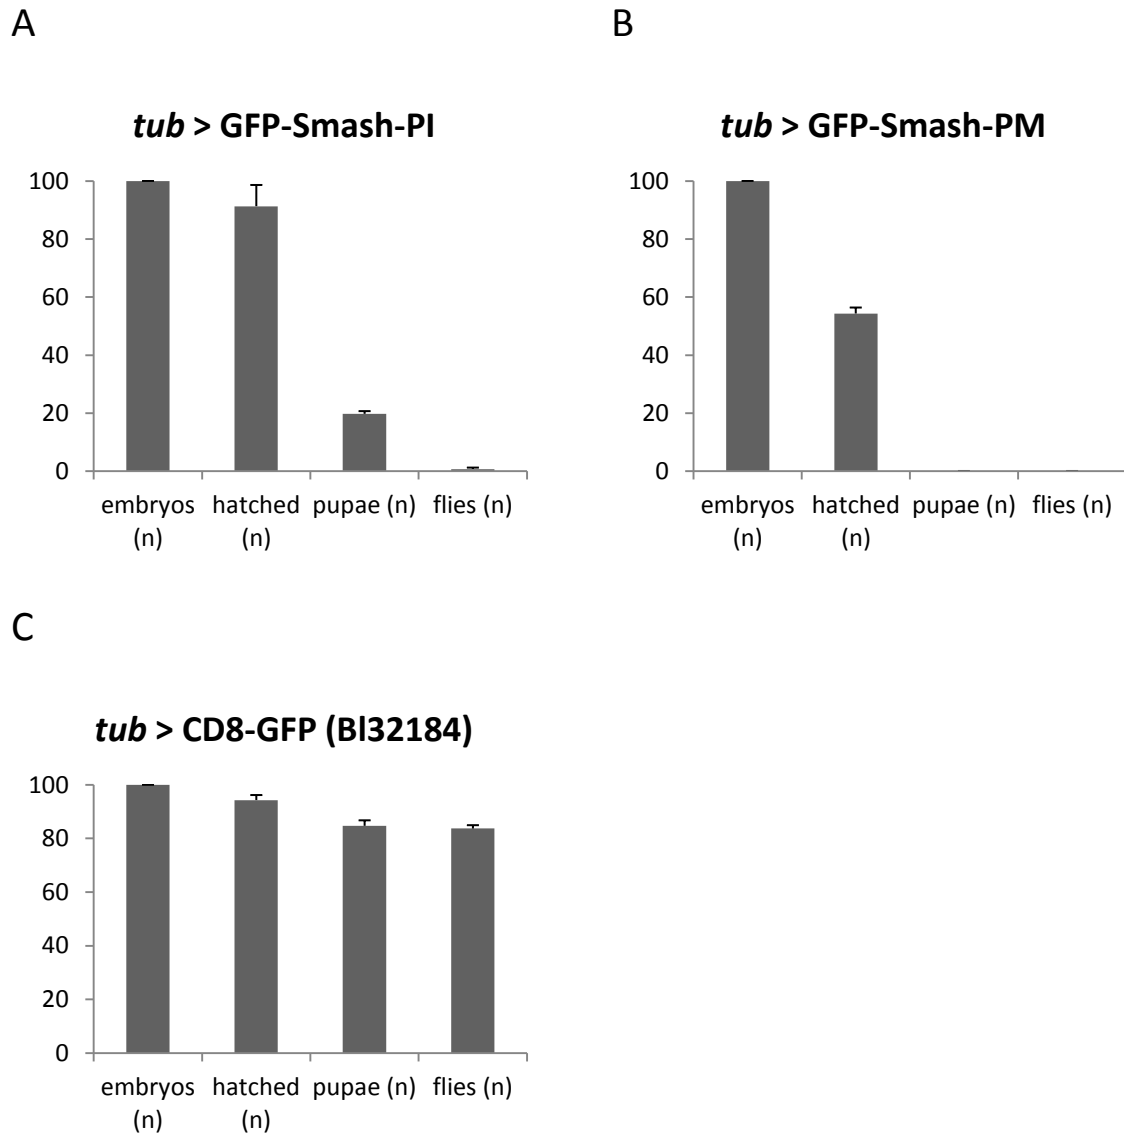 A
tub > GFP-Smash-PI
100
80
60
40
20
0
embryos hatched pupae (n) flies (n)
(n) (n)
B
tub > GFP-Smash-PM
100
80
60
40
20
0
embryos hatched pupae (n) flies (n)
(n) (n)
C
tub > CD8-GFP (Bl32184)
100
80
60
40
20
0
embryos hatched pupae (n) flies (n)
(n) (n)